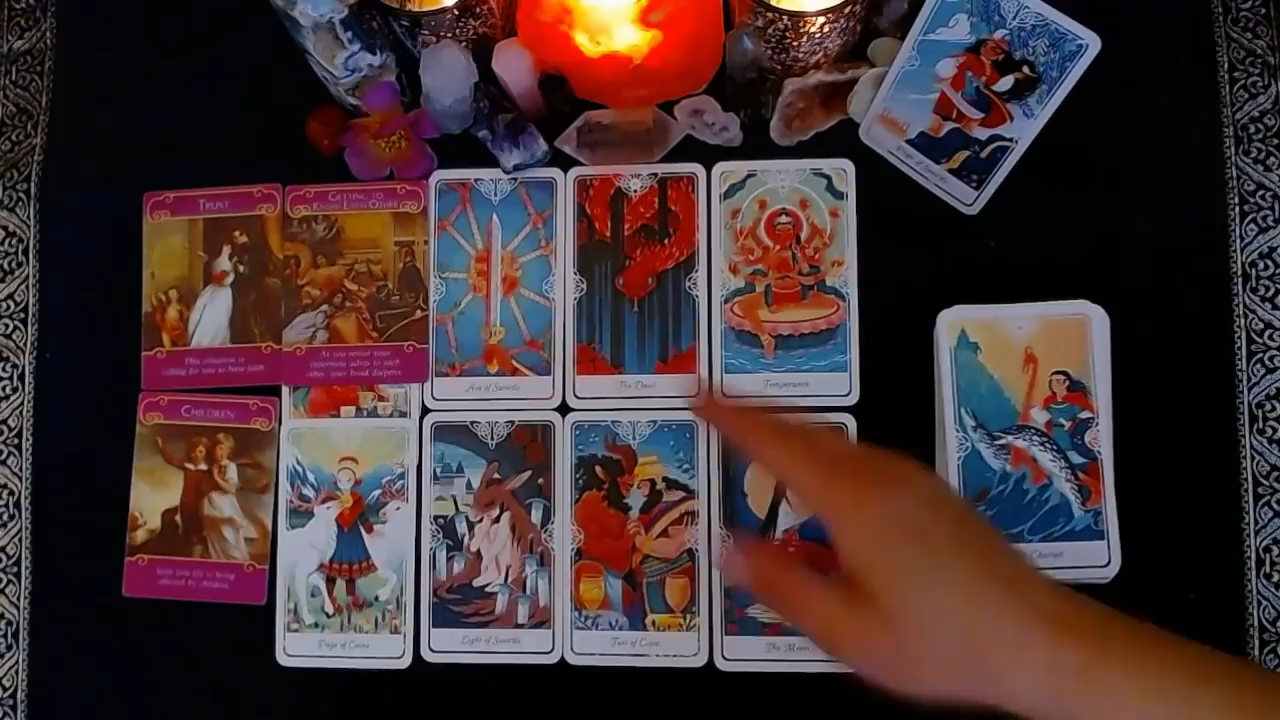 TRUST
This situation is
calling for you to have faith
GETTING TO
KNOW EACH OTHER
As you reveal your
innermost selves to each
other, your bond deepens
CHILDREN
Your love life is being
affected by children
Ace of Swords
The Devil
Temperance
Page of Coins
Eight of Swords
Two of Cups
The Moon
Chariot